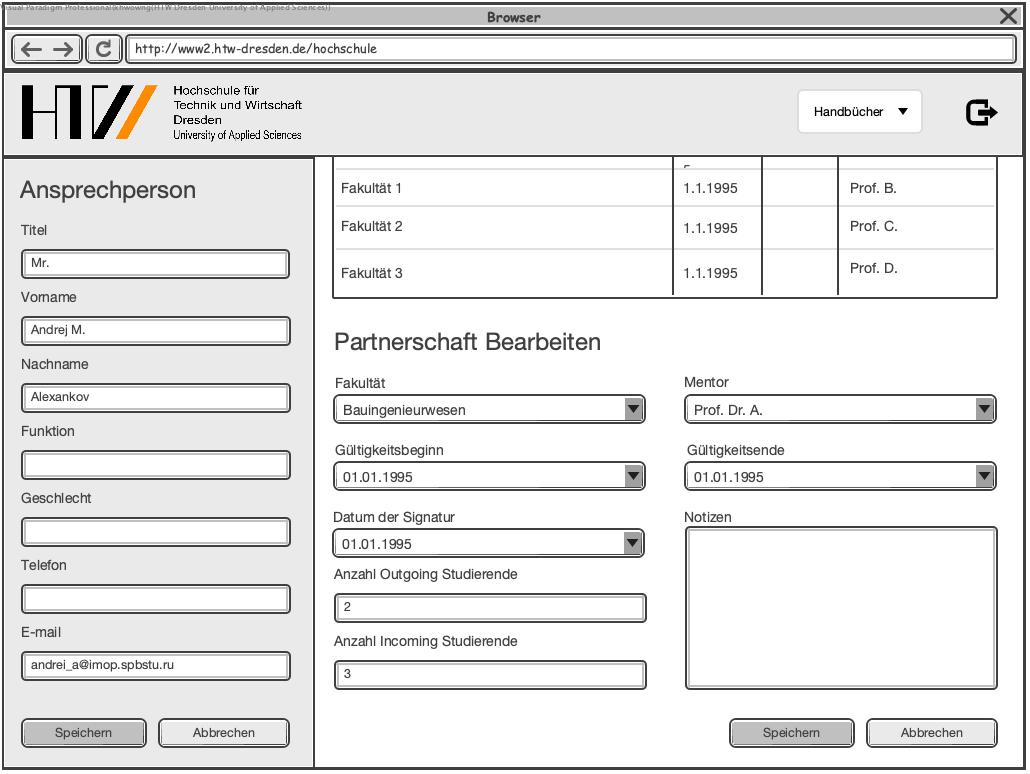 Visual Paradigm Professional(khwowng(HTW Dresden University of Applied Sciences))
Browser
http://www2.htw-dresden.de/hochschule
HTW
Hochschule für
Technik und Wirtschaft
Dresden
University of Applied Sciences
Handbücher
Ansprechperson
Titel
Mr.
Vorname
Andrej M.
Nachname
Alexankov
Funktion
Geschlecht
Telefon
E-mail
andrei_a@imop.spbstu.ru
Speichern Abbrechen
Fakultät 1 1.1.1995 Prof. B.
Fakultät 2 1.1.1995 Prof. C.
Fakultät 3 1.1.1995 Prof. D.
Partnerschaft Bearbeiten
Fakultät Mentor
Bauingenieurwesen Prof. Dr. A.
Gültigkeitsbeginn Gültigkeitsende
01.01.1995 01.01.1995
Datum der Signatur Notizen
01.01.1995
Anzahl Outgoing Studierende
2
Anzahl Incoming Studierende
3
Speichern Abbrechen